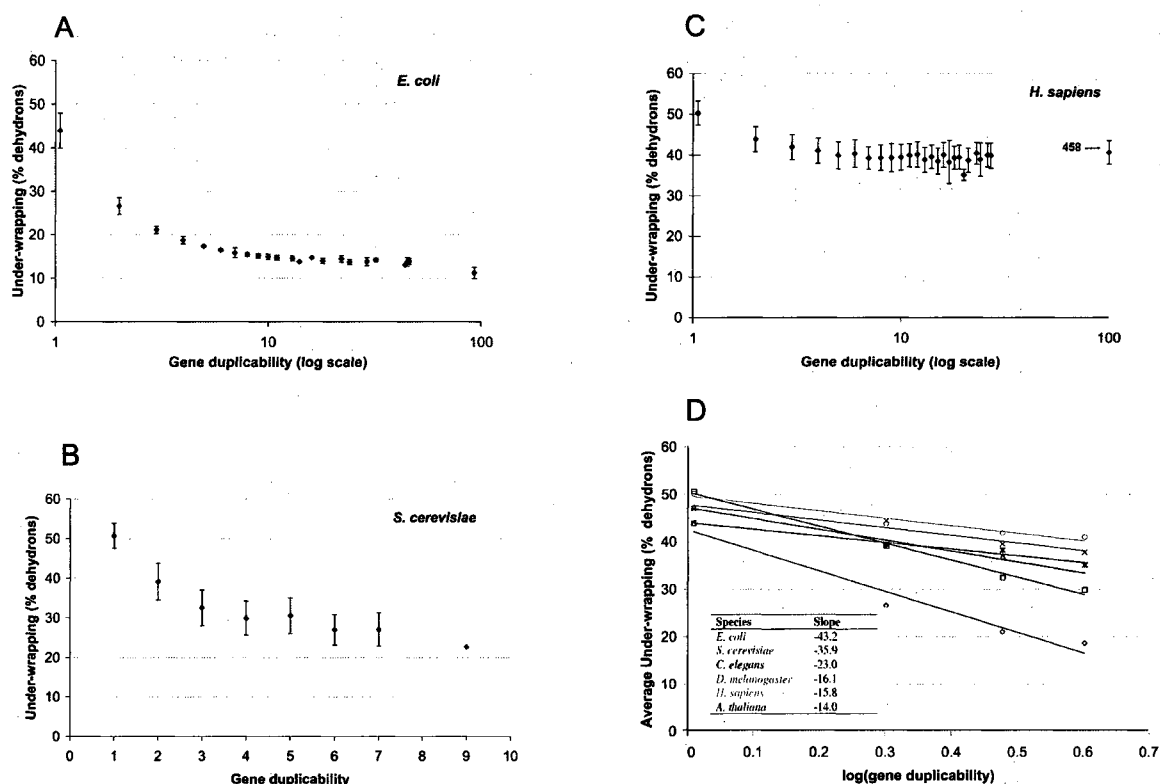 A
E. coli
Under-wrapping (% dehydrons)
60
50
40
30
20
10
0
1
10
100
Gene duplicability (log scale)
C
H. sapiens
458
Under-wrapping (% dehydrons)
60
50
40
30
20
10
0
1
10
100
Gene duplicability (log scale)
B
S. cerevisiae
Under-wrapping (% dehydrons)
60
50
40
30
20
10
0
0 1 2 3 4 5 6 7 8 9 10
Gene duplicability
D
Average Under-wrapping (% dehydrons)
60
50
40
30
20
10
0
Species Slope
E. coli -43.2
S. cerevisiae -35.9
C. elegans -23.0
D. melanogaster -16.1
H. sapiens -15.8
A. thaliana -14.0
0 0.1 0.2 0.3 0.4 0.5 0.6 0.7
log(gene duplicability)